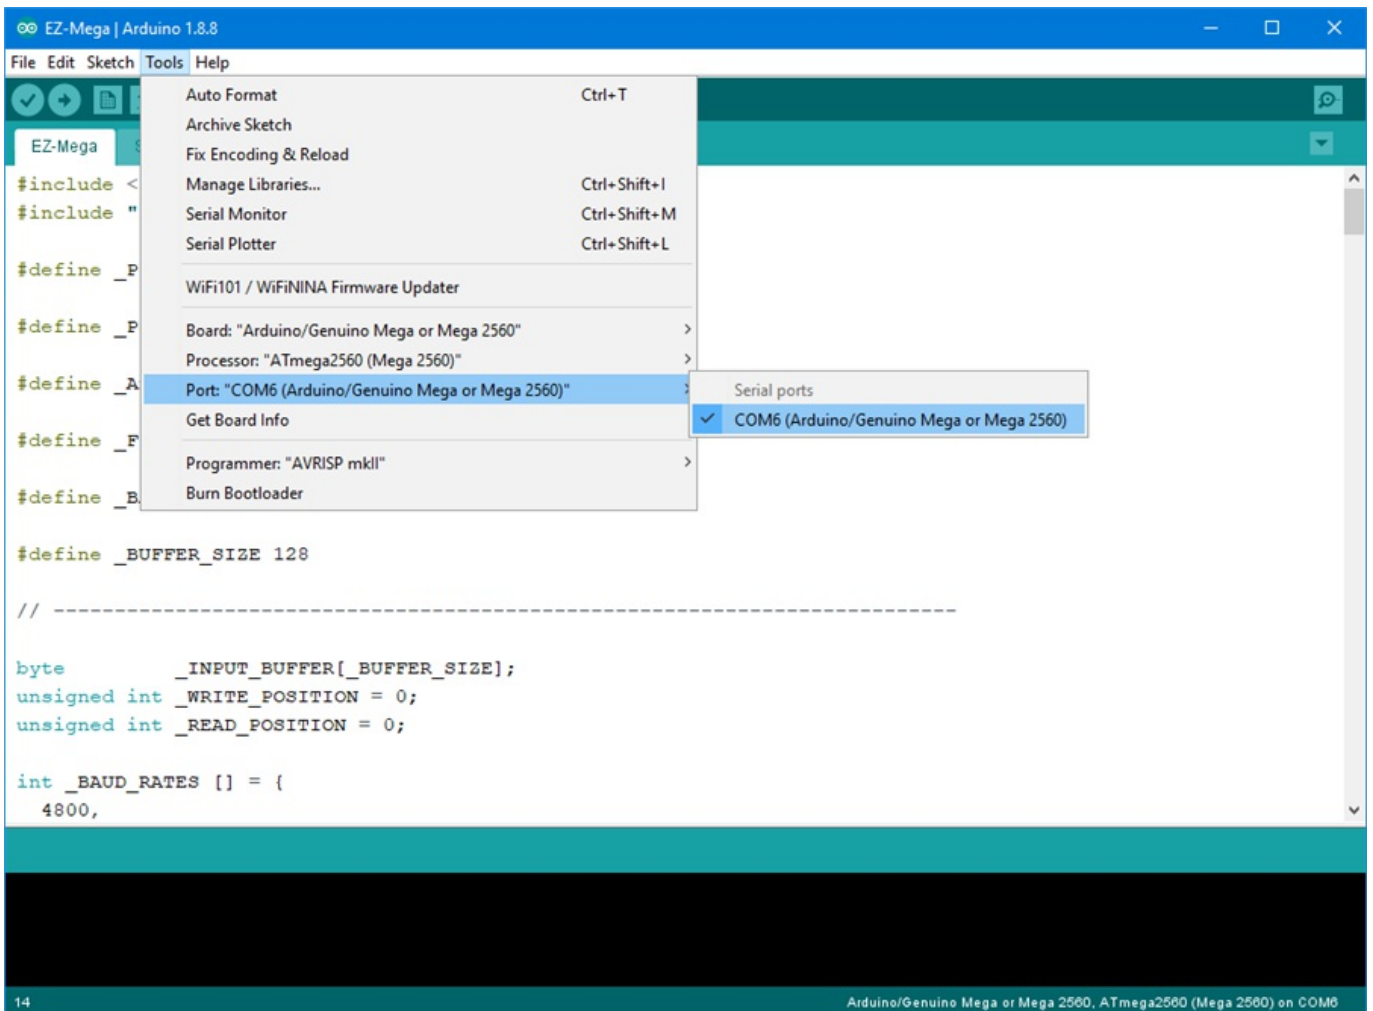 EZ-Mega | Arduino 1.8.8
File Edit Sketch Tools Help
Auto Format Ctrl+T
Archive Sketch
EZ-Mega
Fix Encoding & Reload
#include <
Manage Libraries... Ctrl+Shift+I
#include "
Serial Monitor Ctrl+Shift+M
Serial Plotter Ctrl+Shift+L
#define _P
WiFi101 / WiFiNINA Firmware Updater
#define _P
Board: "Arduino/Genuino Mega or Mega 2560"
Processor: "ATmega2560 (Mega 2560)"
#define _A
Port: "COM6 (Arduino/Genuino Mega or Mega 2560)"
Serial ports
Get Board Info
COM6 (Arduino/Genuino Mega or Mega 2560)
#define _F
Programmer: "AVRISP mkII"
#define _B
Burn Bootloader
#define _BUFFER_SIZE 128
// --------------------------------------------------------------------------
byte _INPUT_BUFFER[_BUFFER_SIZE];
unsigned int _WRITE_POSITION = 0;
unsigned int _READ_POSITION = 0;
int _BAUD_RATES [] = {
4800,
14
Arduino/Genuino Mega or Mega 2560, ATmega2560 (Mega 2560) on COM6